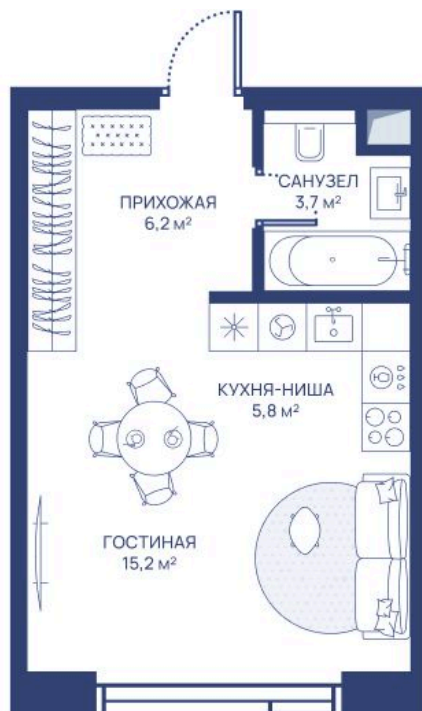 САНУЗЕЛ
3,7 м²
ПРИХОЖАЯ
6,2 м²
КУХНЯ-НИША
5,8 м²
ГОСТИНАЯ
15,2 м²